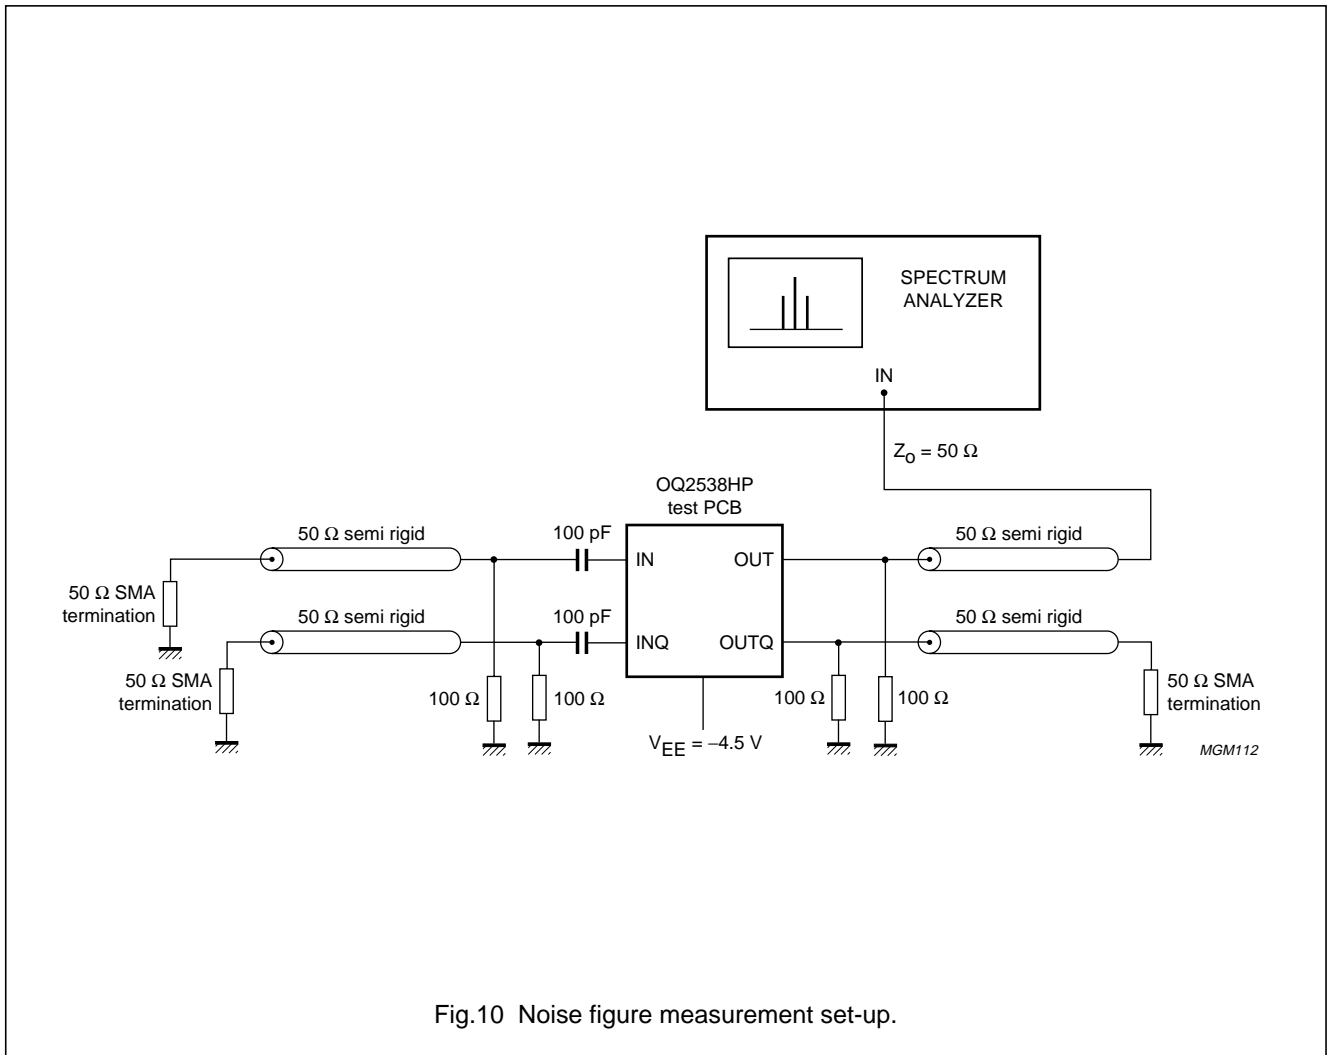 SPECTRUM
ANALYZER
IN
Zo = 50 Ω
OQ2538HP
test PCB
50 Ω semi rigid
100 pF
IN
OUT
50 Ω semi rigid
50 Ω SMA
termination
50 Ω semi rigid
100 pF
INQ
OUTQ
50 Ω semi rigid
50 Ω SMA
termination
100 Ω
100 Ω
100 Ω
100 Ω
50 Ω SMA
termination
VEE = −4.5 V
MGM112
Fig.10 Noise figure measurement set-up.